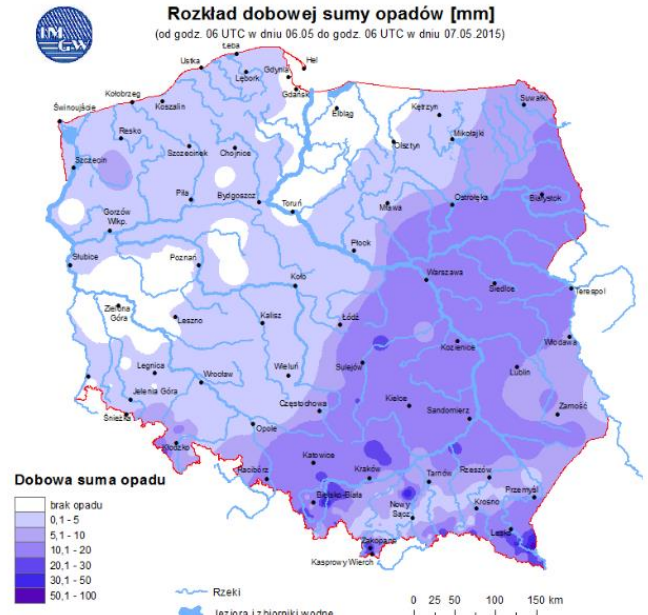 Rozkład dobowej sumy opadów [mm]
(od godz. 06 UTC w dniu 06.05 do godz. 06 UTC w dniu 07.05.2015)
IM
GW
Łeba
Hel
Ustka
Gdynia
Lębork
Gdańsk
Kołobrzeg
Koszalin
Elbląg
Kętrzyn
Suwałki
Świnoujście
Resko
Szczecinek
Chojnice
Olsztyn
Mikołajki
Szczecin
Piła
Bydgoszcz
Toruń
Mława
Ostrołęka
Białystok
Gorzów
Wlkp.
Płock
Słubice
Poznań
Koło
Warszawa
Siedlce
Terespol
Zielona
Góra
Leszno
Kalisz
Łódź
Kozienice
Włodawa
Legnica
Wrocław
Wieluń
Sulejów
Lublin
Jelenia Góra
Śnieżka
Częstochowa
Kielce
Sandomierz
Zamość
Opole
Kłodzko
Katowice
Racibórz
Kraków
Tarnów
Rzeszów
Bielsko-Biała
Nowy
Sącz
Krosno
Przemyśl
Lesko
Zakopane
Kasprowy Wierch
Dobowa suma opadu
brak opadu
0,1 - 5
5,1 - 10
10,1 - 20
20,1 - 30
30,1 - 50
50,1 - 100
Rzeki
Jeziora i zbiorniki wodne
0 25 50 100 150 km